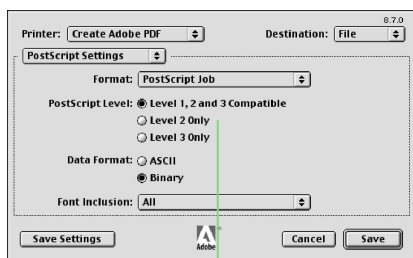 8.7.0
Printer: Create Adobe PDF Destination: File
PostScript Settings
Format: PostScript Job
PostScript Level: Level 1, 2 and 3 Compatible
Level 2 Only
Level 3 Only
Data Format: ASCII
Binary
Font Inclusion: All
Save Settings Adobe Cancel Save